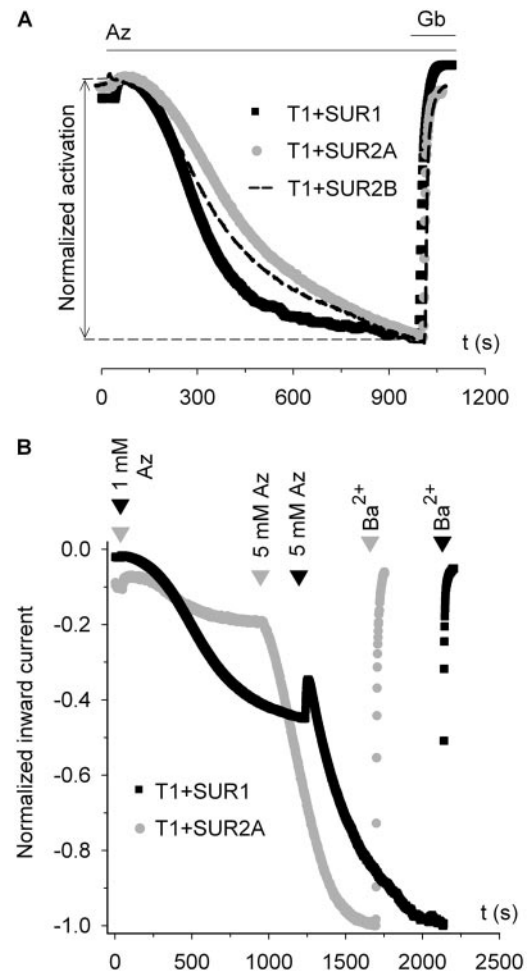 A
Az
Gb
T1+SUR1
T1+SUR2A
T1+SUR2B
Normalized activation
t (s)
0 300 600 900 1200
B
1 mM
Az
5 mM Az
5 mM Az
Ba2+
Ba2+
0.0
-0.2
-0.4
-0.6
-0.8
-1.0
Normalized inward current
T1+SUR1
T1+SUR2A
t (s)
0 500 1000 1500 2000 2500